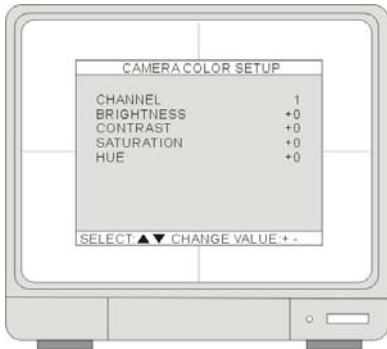 CAMERA COLOR SETUP
CHANNEL 1
BRIGHTNESS +0
CONTRAST +0
SATURATION +0
HUE +0
SELECT:▲▼ CHANGE VALUE:+ -